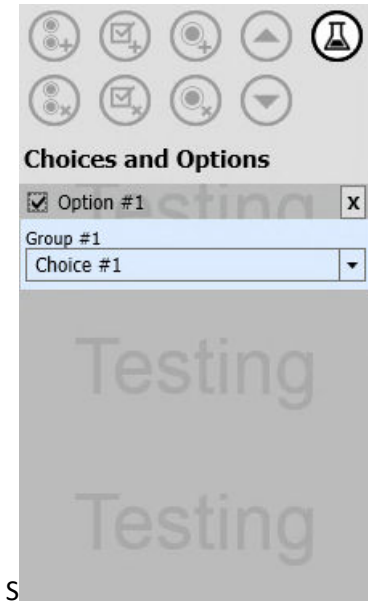 Choices and Options
Testing
Option #1 X
Group #1
Choice #1
Testing
Testing
S